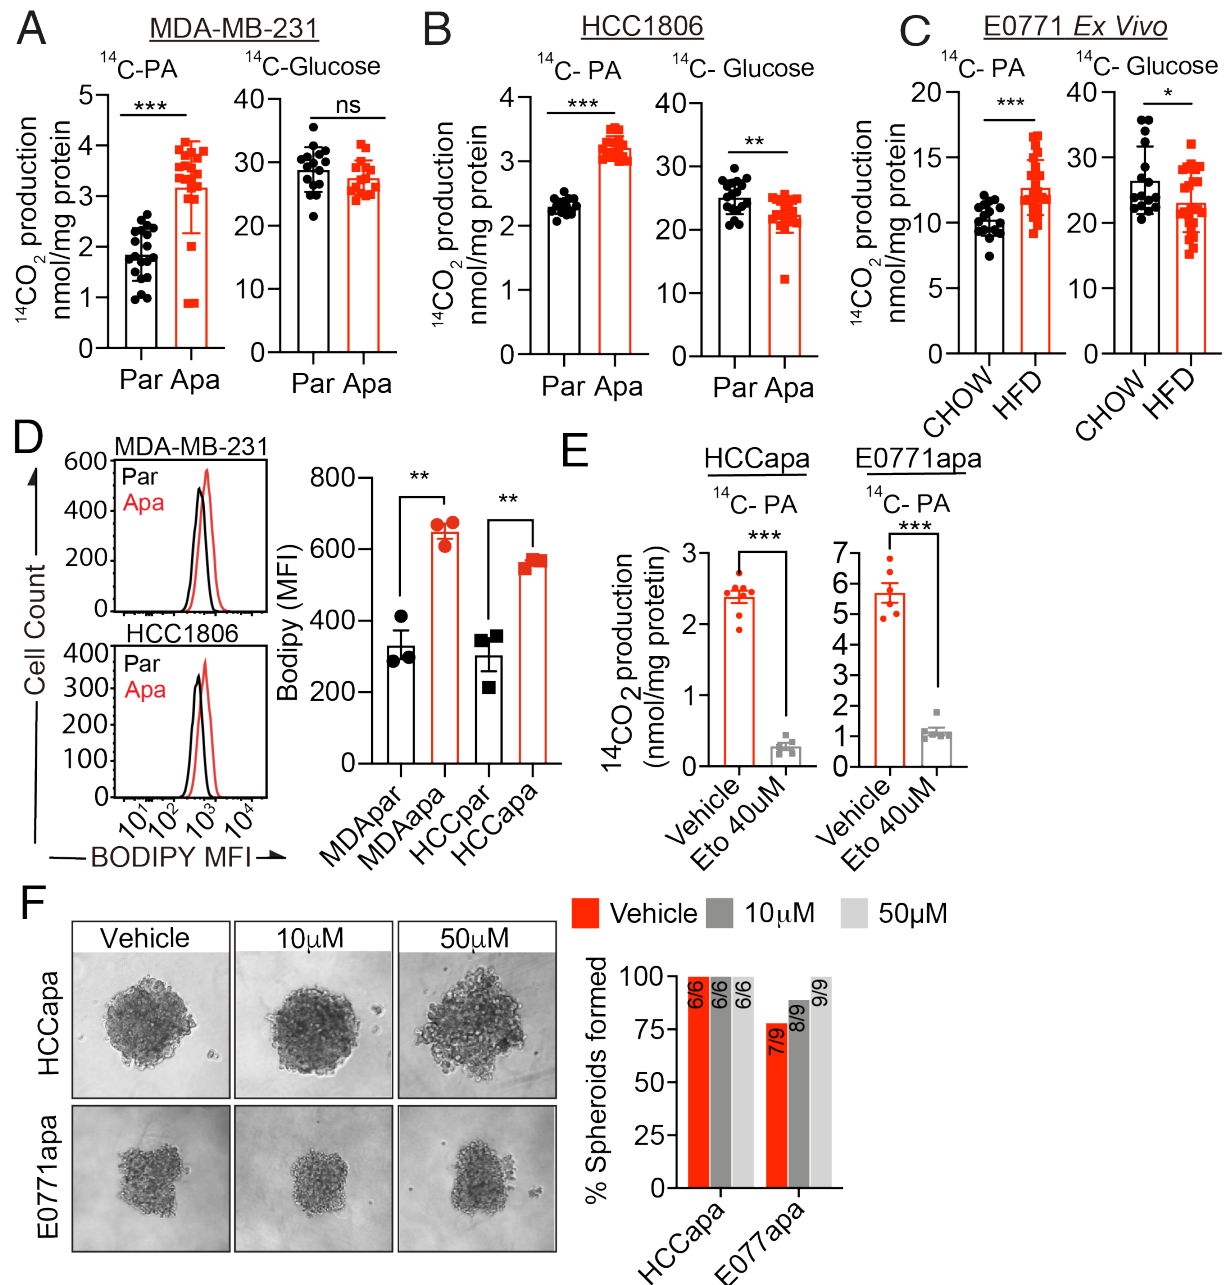 A
MDA-MB-231
14C-PA
14C-Glucose
14CO2 production
nmol/mg protein
5
4
3
2
1
0
***
Par Apa
40
30
20
10
0
ns
Par Apa
B
HCC1806
14C- PA
14C- Glucose
14CO2 production
nmol/mg protein
4
3
2
1
0
***
Par Apa
40
30
20
10
0
**
Par Apa
C
E0771 Ex Vivo
14C- PA
14C- Glucose
14CO2 production
nmol/mg protein
20
15
10
5
0
***
CHOW
HFD
40
30
20
10
0
*
CHOW
HFD
D
MDA-MB-231
600
400
200
0
Par
Apa
HCC1806
400
300
200
100
0
Par
Apa
101
102
103
104
Cell Count
BODIPY MFI
Bodipy (MFI)
800
600
400
200
0
**
**
MDApar
MDAapa
HCCpar
HCCapa
E
HCCapa
14C- PA
14CO2 production
(nmol/mg protetin)
3
2
1
0
***
Vehicle
Eto 40uM
E0771apa
14C- PA
7
6
5
4
3
2
1
0
***
Vehicle
Eto 40uM
F
Vehicle
10µM
50µM
HCCapa
E0771apa
Vehicle
10µM
50µM
% Spheroids formed
100
75
50
25
0
6/6
6/6
6/6
7/9
8/9
9/9
HCCapa
E077apa